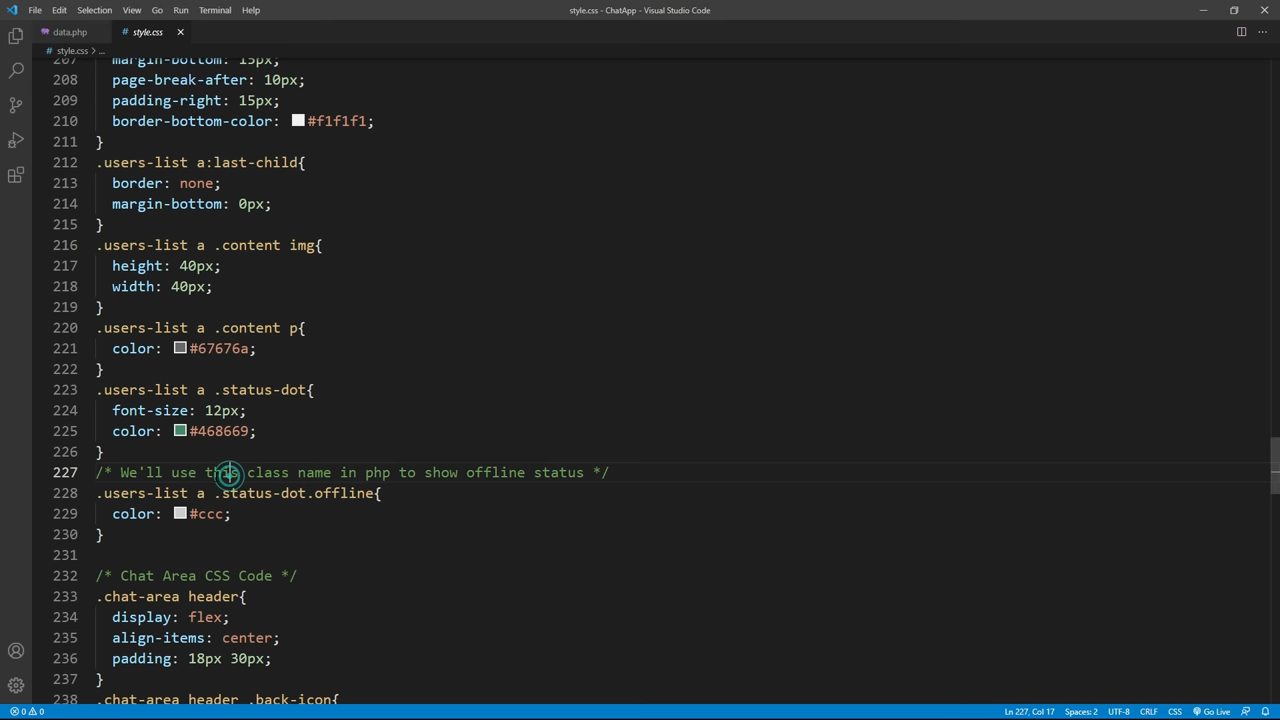 File Edit Selection View Go Run Terminal Help style.css - ChatApp - Visual Studio Code
data.php # style.css
# style.css > ...
207 margin-bottom: 15px;
208 page-break-after: 10px;
209 padding-right: 15px;
210 border-bottom-color: #f1f1f1;
211 }
212 .users-list a:last-child{
213 border: none;
214 margin-bottom: 0px;
215 }
216 .users-list a .content img{
217 height: 40px;
218 width: 40px;
219 }
220 .users-list a .content p{
221 color: #67676a;
222 }
223 .users-list a .status-dot{
224 font-size: 12px;
225 color: #468669;
226 }
227 /* We'll use this class name in php to show offline status */
228 .users-list a .status-dot.offline{
229 color: #ccc;
230 }
231
232 /* Chat Area CSS Code */
233 .chat-area header{
234 display: flex;
235 align-items: center;
236 padding: 18px 30px;
237 }
238 .chat-area header .back-icon{
0 0 Ln 227, Col 17 Spaces: 2 UTF-8 CRLF CSS Go Live